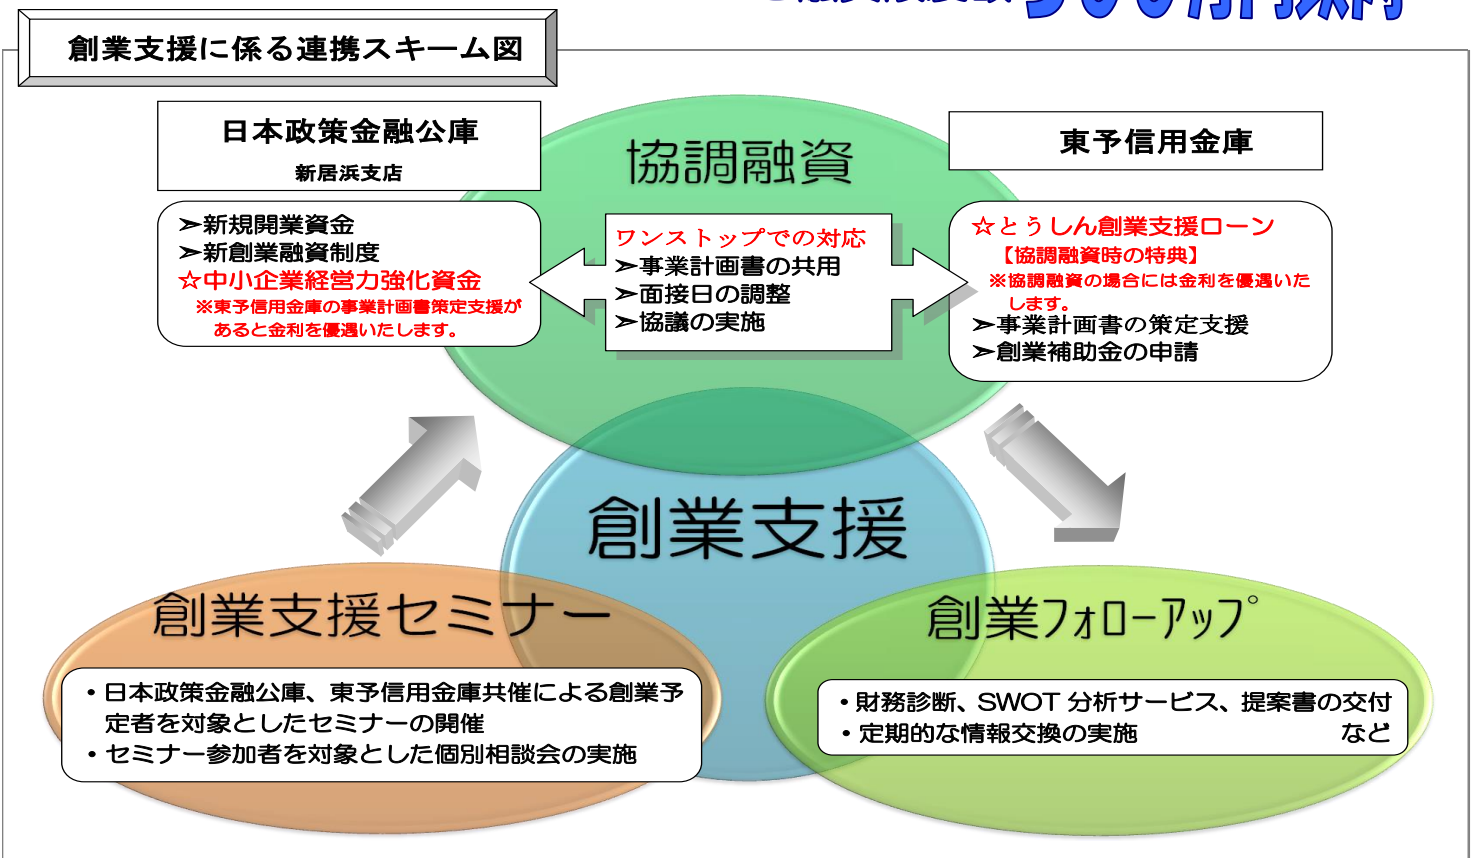 創業支援に係る連携スキーム図
日本政策金融公庫
新居浜支店
➢新規開業資金
➢新創業融資制度
☆中小企業経営力強化資金
※東予信用金庫の事業計画書策定支援が
あると金利を優遇いたします。
協調融資
ワンストップでの対応
➢事業計画書の共用
➢面接日の調整
➢協議の実施
東予信用金庫
☆とうしん創業支援ローン
【協調融資時の特典】
※協調融資の場合には金利を優遇いた
します。
➢事業計画書の策定支援
➢創業補助金の申請
創業支援
創業支援セミナー
・日本政策金融公庫、東予信用金庫共催による創業予
定者を対象としたセミナーの開催
・セミナー参加者を対象とした個別相談会の実施
創業フォローアップ
・財務診断、SWOT 分析サービス、提案書の交付
・定期的な情報交換の実施 など